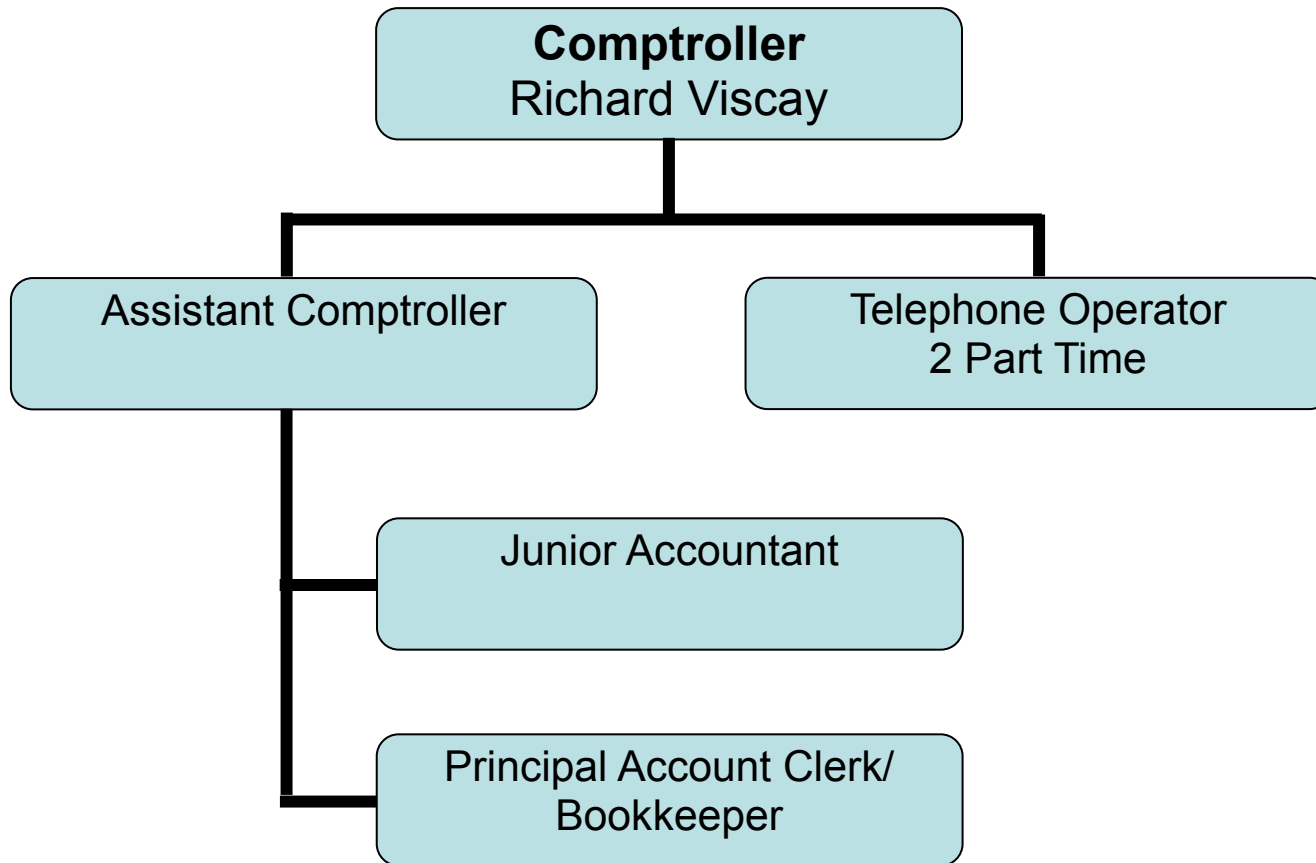 Comptroller
Richard Viscay
Assistant Comptroller
Telephone Operator
2 Part Time
Junior Accountant
Principal Account Clerk/
Bookkeeper